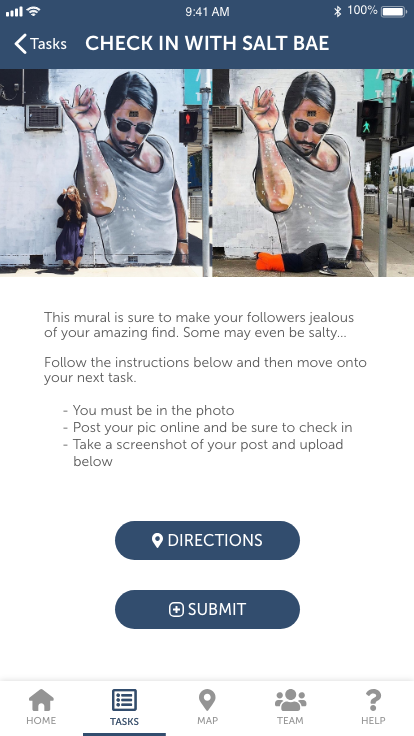 9:41 AM
100%
Tasks
CHECK IN WITH SALT BAE
This mural is sure to make your followers jealous
of your amazing find. Some may even be salty...
Follow the instructions below and then move onto
your next task.
- You must be in the photo
- Post your pic online and be sure to check in
- Take a screenshot of your post and upload
below
DIRECTIONS
SUBMIT
HOME
TASKS
MAP
TEAM
HELP